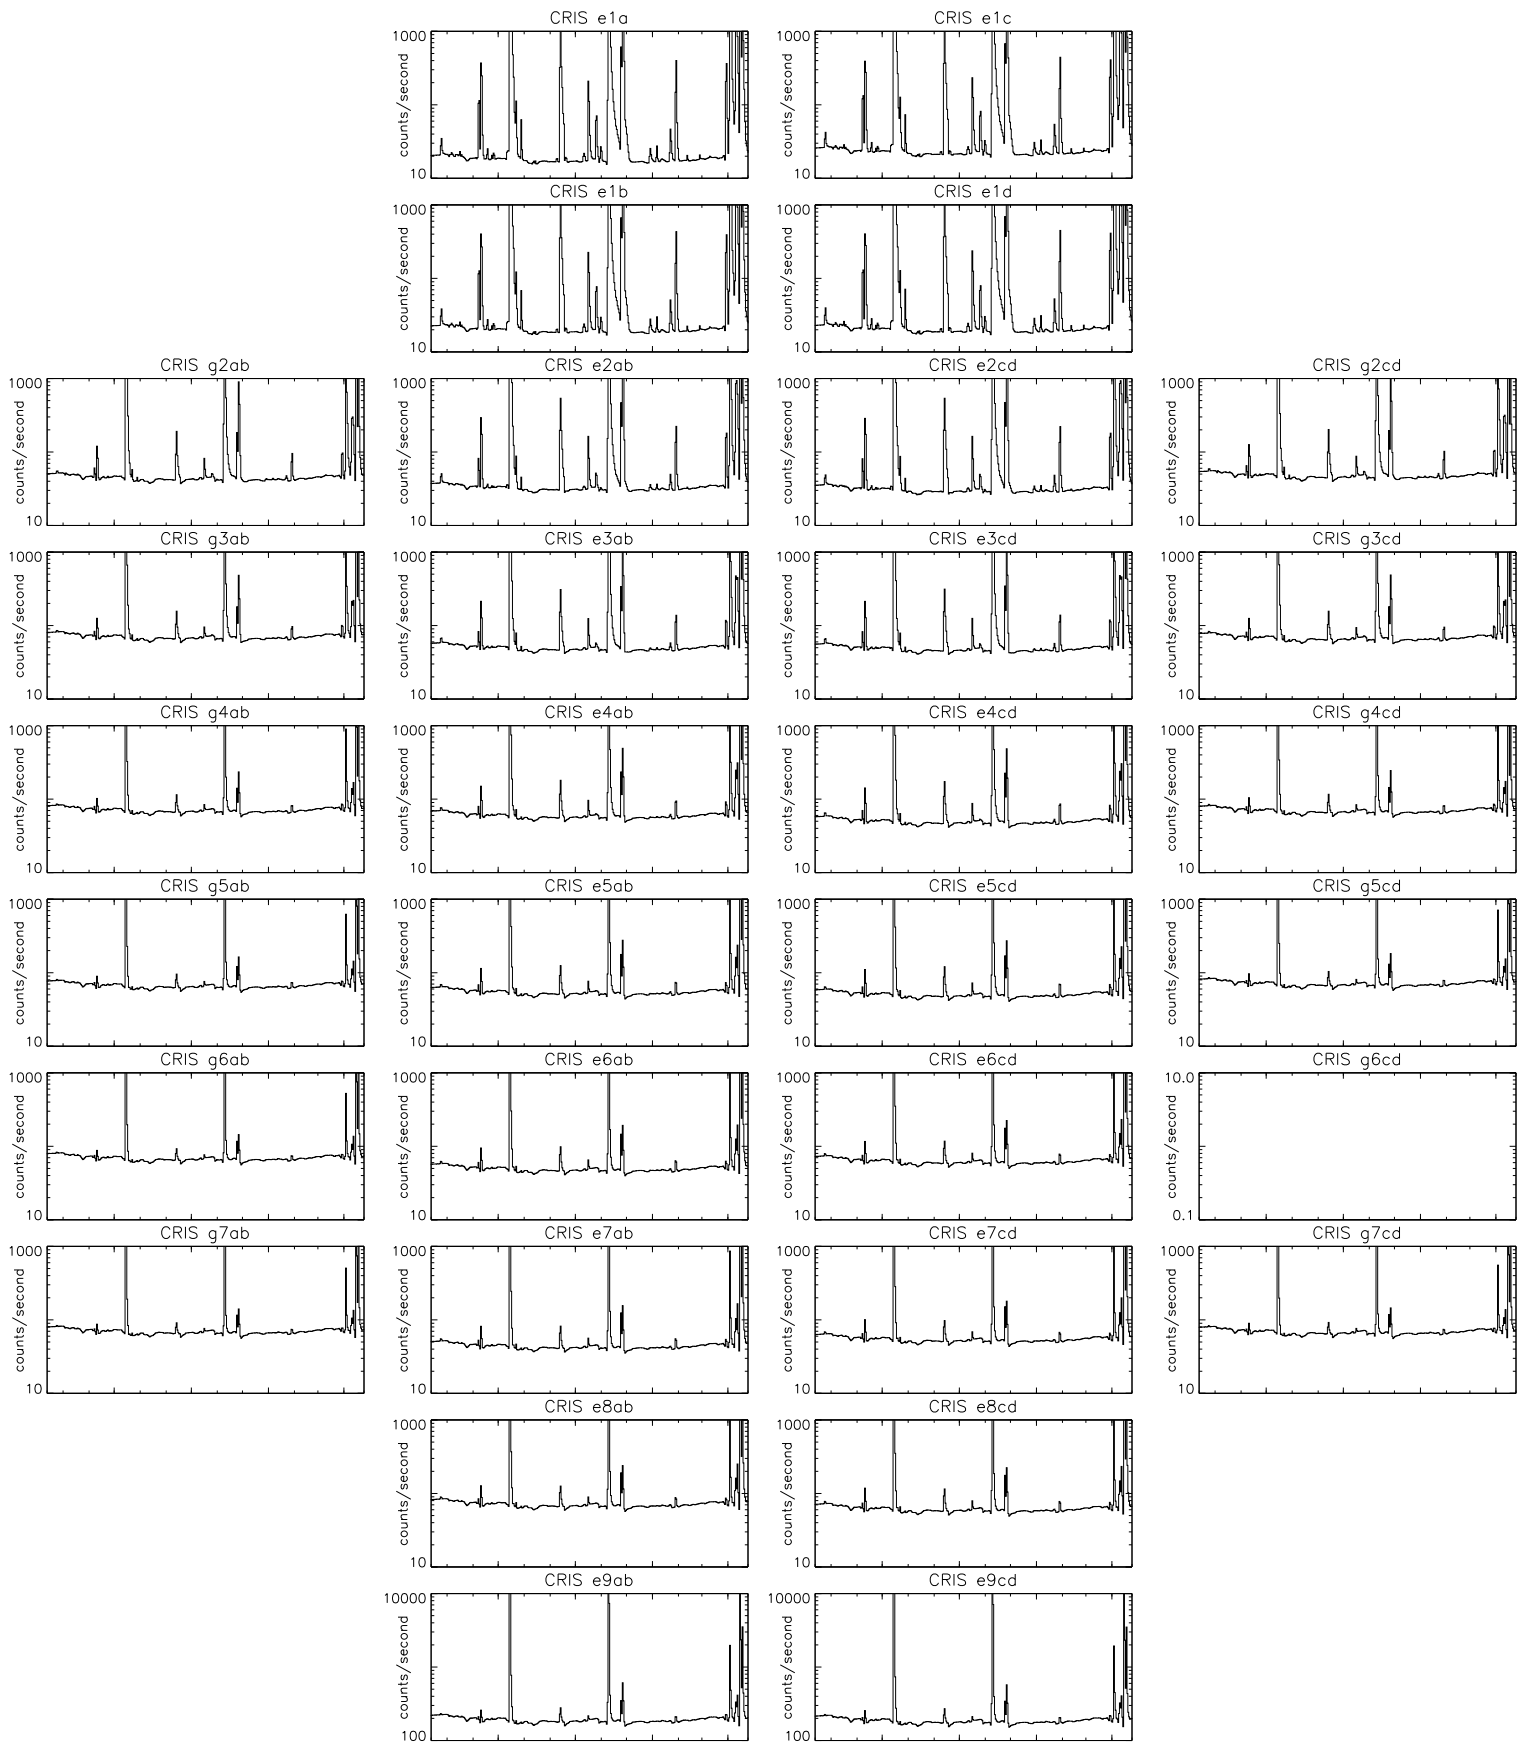 CRIS e1a CRIS e1c
1000 1000
counts/second counts/second
10 10
CRIS e1b CRIS e1d
1000 1000
counts/second counts/second
10 10
CRIS g2ab CRIS e2ab CRIS e2cd CRIS g2cd
1000 1000 1000 1000
counts/second counts/second counts/second counts/second
10 10 10 10
CRIS g3ab CRIS e3ab CRIS e3cd CRIS g3cd
1000 1000 1000 1000
counts/second counts/second counts/second counts/second
10 10 10 10
CRIS g4ab CRIS e4ab CRIS e4cd CRIS g4cd
1000 1000 1000 1000
counts/second counts/second counts/second counts/second
10 10 10 10
CRIS g5ab CRIS e5ab CRIS e5cd CRIS g5cd
1000 1000 1000 1000
counts/second counts/second counts/second counts/second
10 10 10 10
CRIS g6ab CRIS e6ab CRIS e6cd CRIS g6cd
1000 1000 1000 10.0
counts/second counts/second counts/second counts/second
10 10 10 0.1
CRIS g7ab CRIS e7ab CRIS e7cd CRIS g7cd
1000 1000 1000 1000
counts/second counts/second counts/second counts/second
10 10 10 10
CRIS e8ab CRIS e8cd
1000 1000
counts/second counts/second
10 10
CRIS e9ab CRIS e9cd
10000 10000
counts/second counts/second
100 100